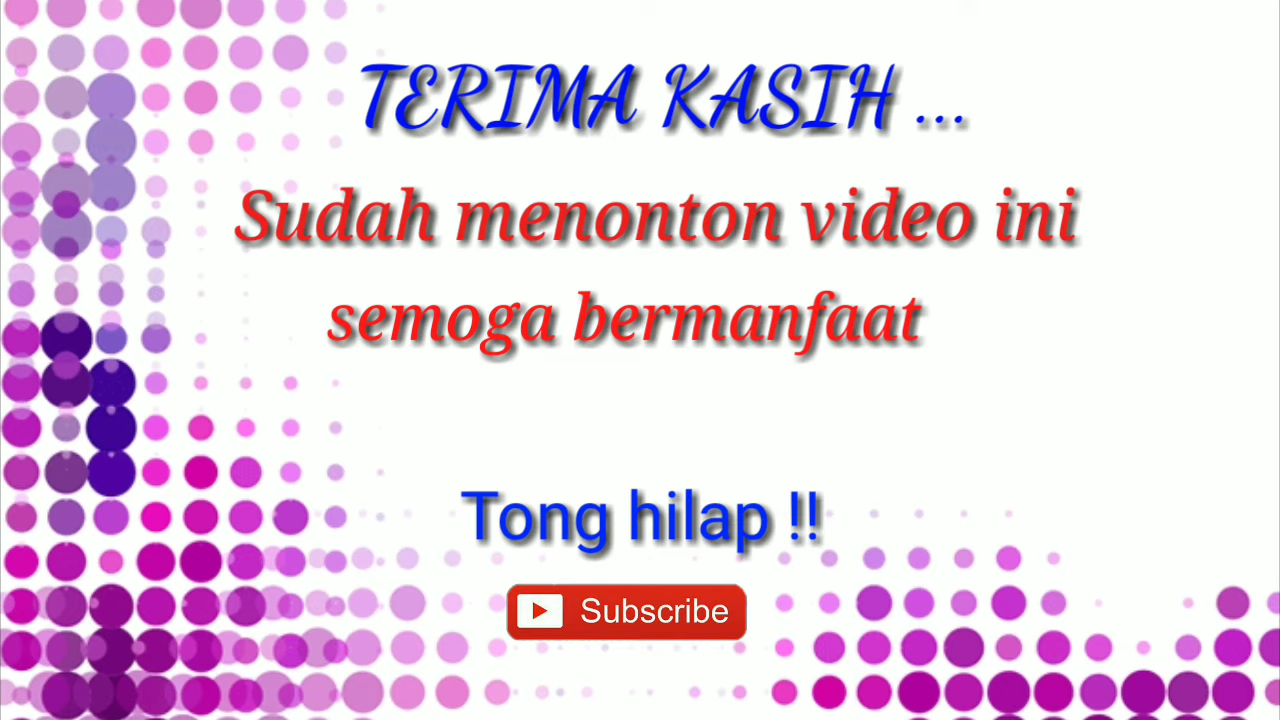 TERIMA KASIH ...
Sudah menonton video ini
semoga bermanfaat
Tong hilap !!
Subscribe